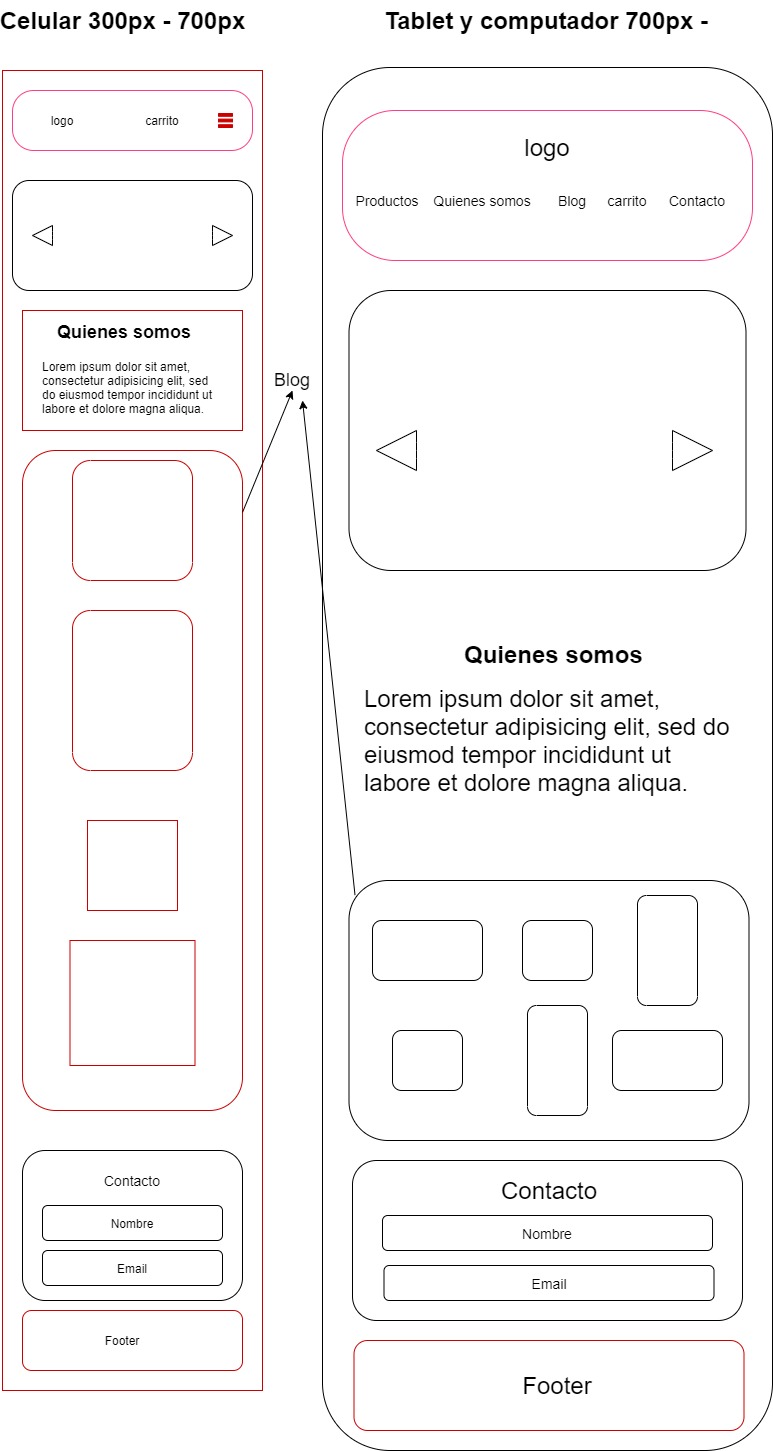 Celular 300px - 700px
logo
carrito
Quienes somos
Lorem ipsum dolor sit amet,
consectetur adipisicing elit, sed
do eiusmod tempor incididunt ut
labore et dolore magna aliqua.
Contacto
Nombre
Email
Footer
Blog
Tablet y computador 700px -
logo
Productos Quienes somos Blog carrito Contacto
Quienes somos
Lorem ipsum dolor sit amet,
consectetur adipisicing elit, sed do
eiusmod tempor incididunt ut
labore et dolore magna aliqua.
Contacto
Nombre
Email
Footer